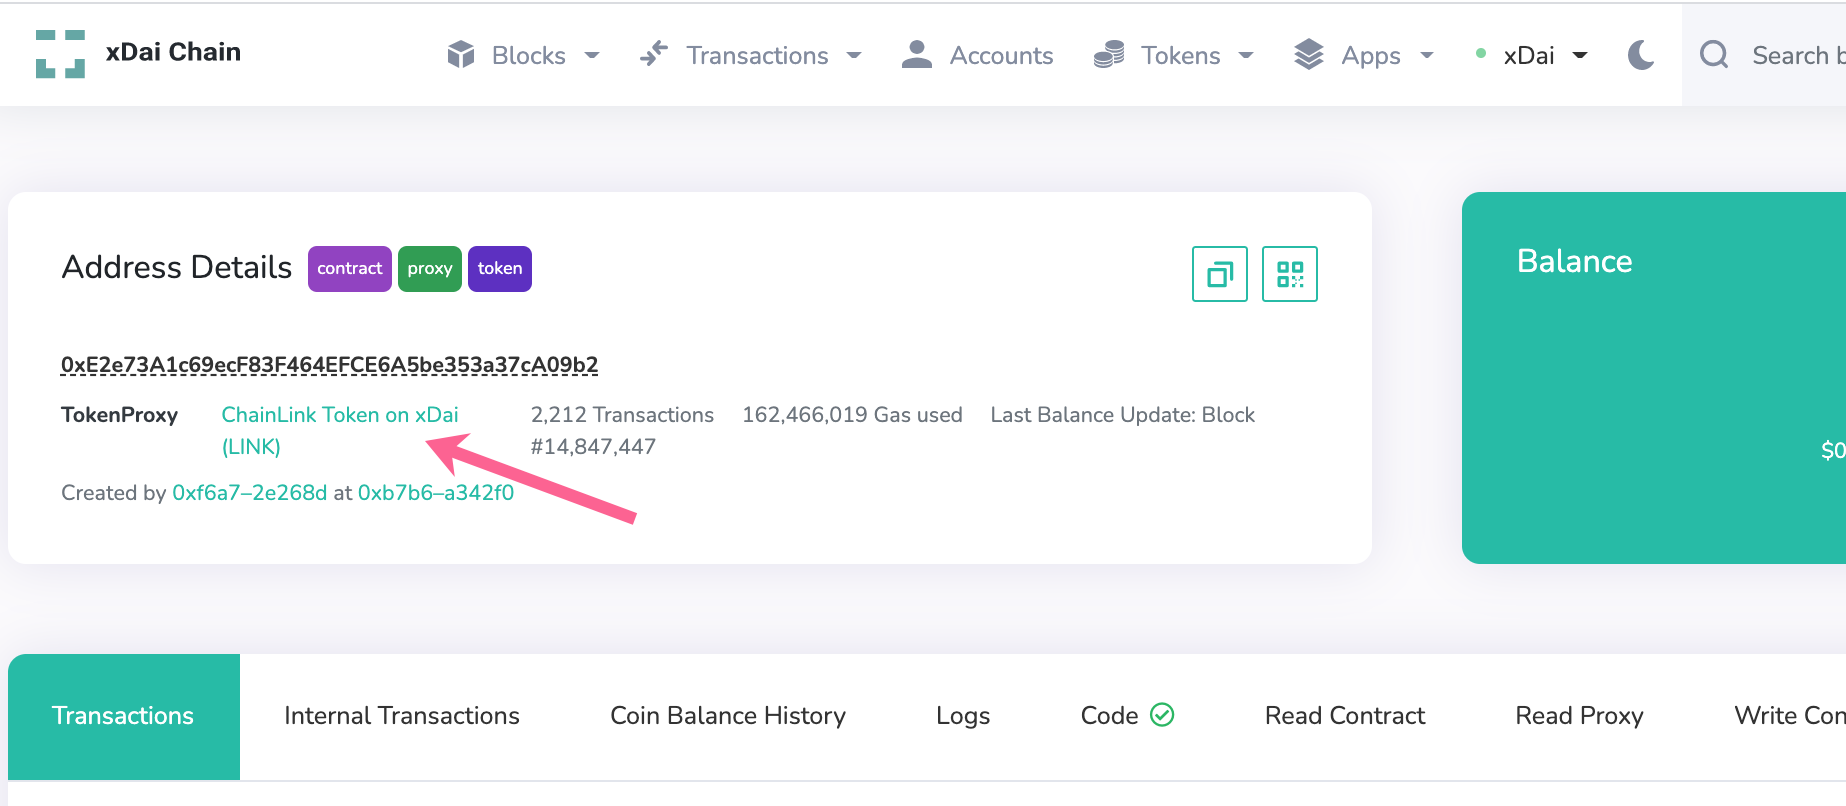 xDai Chain
Blocks
Transactions
Accounts
Tokens
Apps
xDai
Search b
Address Details
contract
proxy
token
0xE2e73A1c69ecF83F464EFCE6A5be353a37cA09b2
TokenProxy
ChainLink Token on xDai
(LINK)
2,212 Transactions
162,466,019 Gas used
Last Balance Update: Block
#14,847,447
Created by 0xf6a7–2e268d at 0xb7b6–a342f0
Balance
$0
Transactions
Internal Transactions
Coin Balance History
Logs
Code
Read Contract
Read Proxy
Write Con